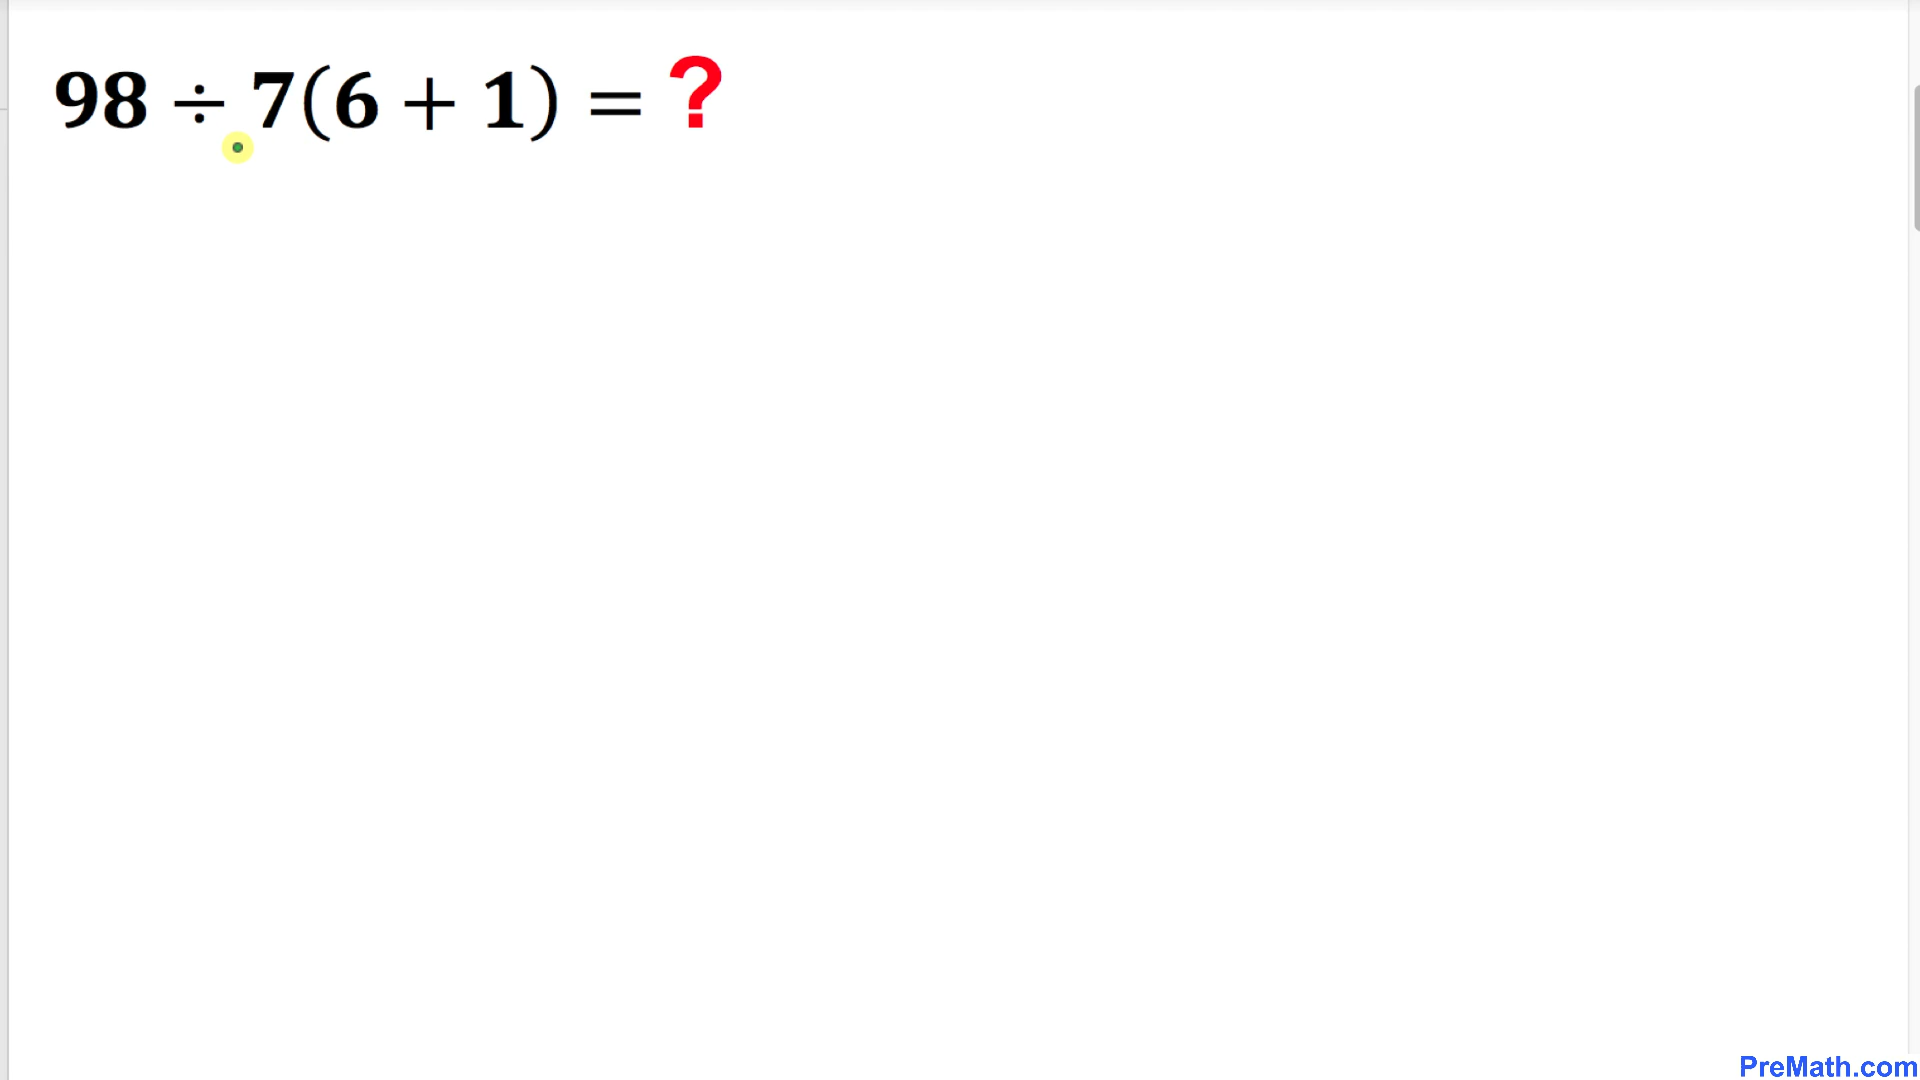 98 ÷ 7(6 + 1) = ?
PreMath.com